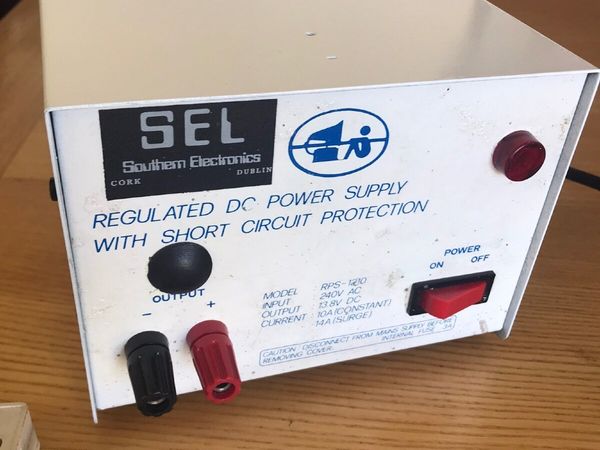 SEL
Southern Electronics
CORK DUBLIN
REGULATED DC POWER SUPPLY
WITH SHORT CIRCUIT PROTECTION
POWER
ON OFF
OUTPUT
- +
MODEL : RPS-1210
INPUT : 240V AC
OUTPUT : 13.8V DC
CURRENT : 10A (CONSTANT)
14A (SURGE)
CAUTION: DISCONNECT FROM MAINS SUPPLY BEFORE
REMOVING COVER. INTERNAL FUSE 3A